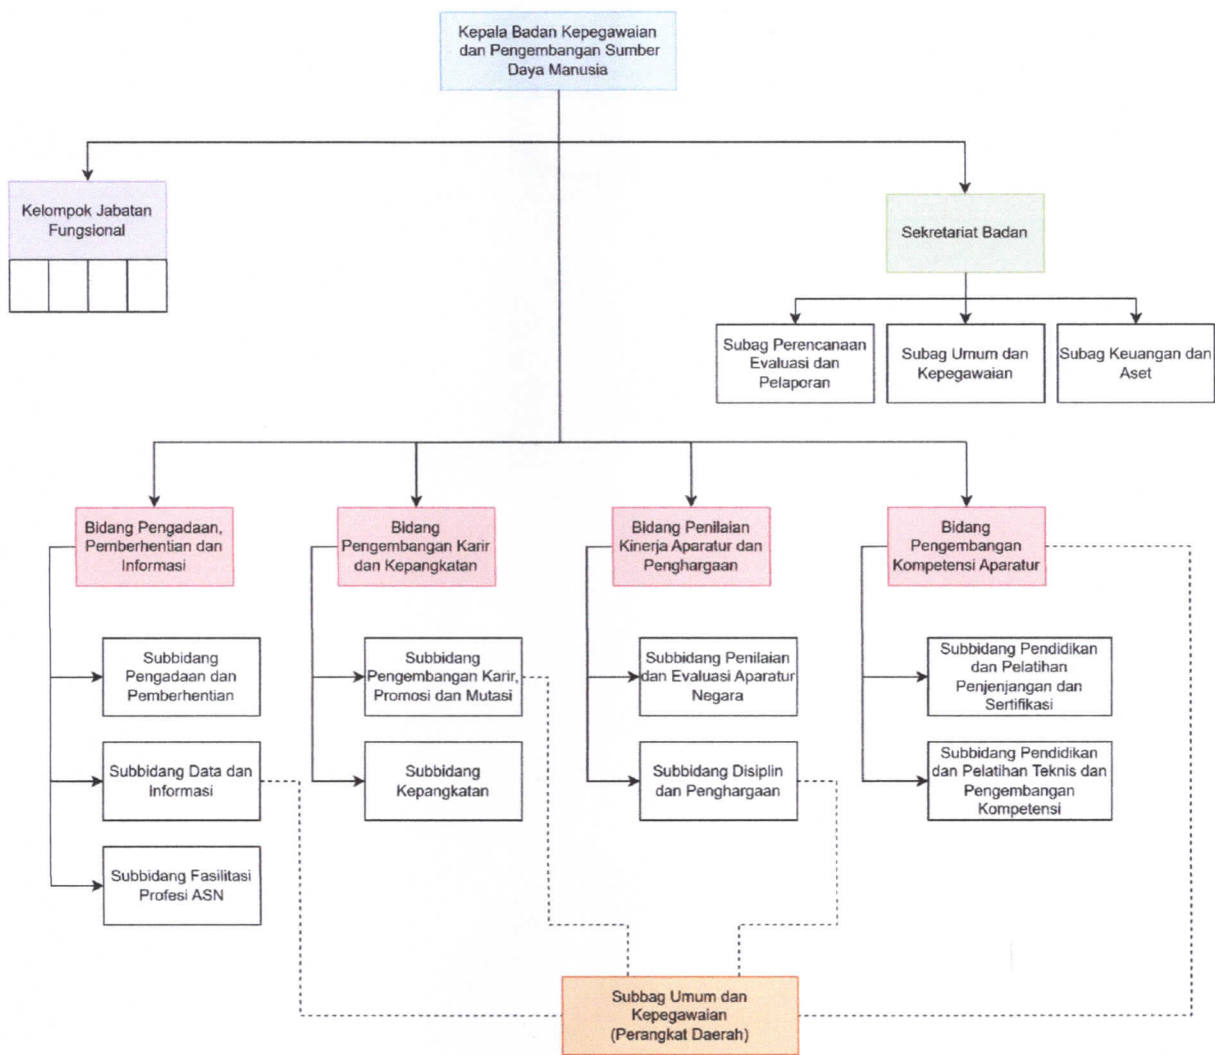 Kepala Badan Kepegawaian
dan Pengembangan Sumber
Daya Manusia
Kelompok Jabatan
Fungsional
Sekretariat Badan
Subag Perencanaan
Evaluasi dan
Pelaporan
Subag Umum dan
Kepegawaian
Subag Keuangan dan
Aset
Bidang Pengadaan,
Pemberhentian dan
Informasi
Bidang
Pengembangan Karir
dan Kepangkatan
Bidang Penilaian
Kinerja Aparatur dan
Penghargaan
Bidang
Pengembangan
Kompetensi Aparatur
Subbidang
Pengadaan dan
Pemberhentian
Subbidang
Pengembangan Karir,
Promosi dan Mutasi
Subbidang Penilaian
dan Evaluasi Aparatur
Negara
Subbidang Pendidikan
dan Pelatihan
Penjenjangan dan
Sertifikasi
Subbidang Data dan
Informasi
Subbidang
Kepangkatan
Subbidang Disiplin
dan Penghargaan
Subbidang Pendidikan
dan Pelatihan Teknis dan
Pengembangan
Kompetensi
Subbidang Fasilitasi
Profesi ASN
Subbag Umum dan
Kepegawaian
(Perangkat Daerah)